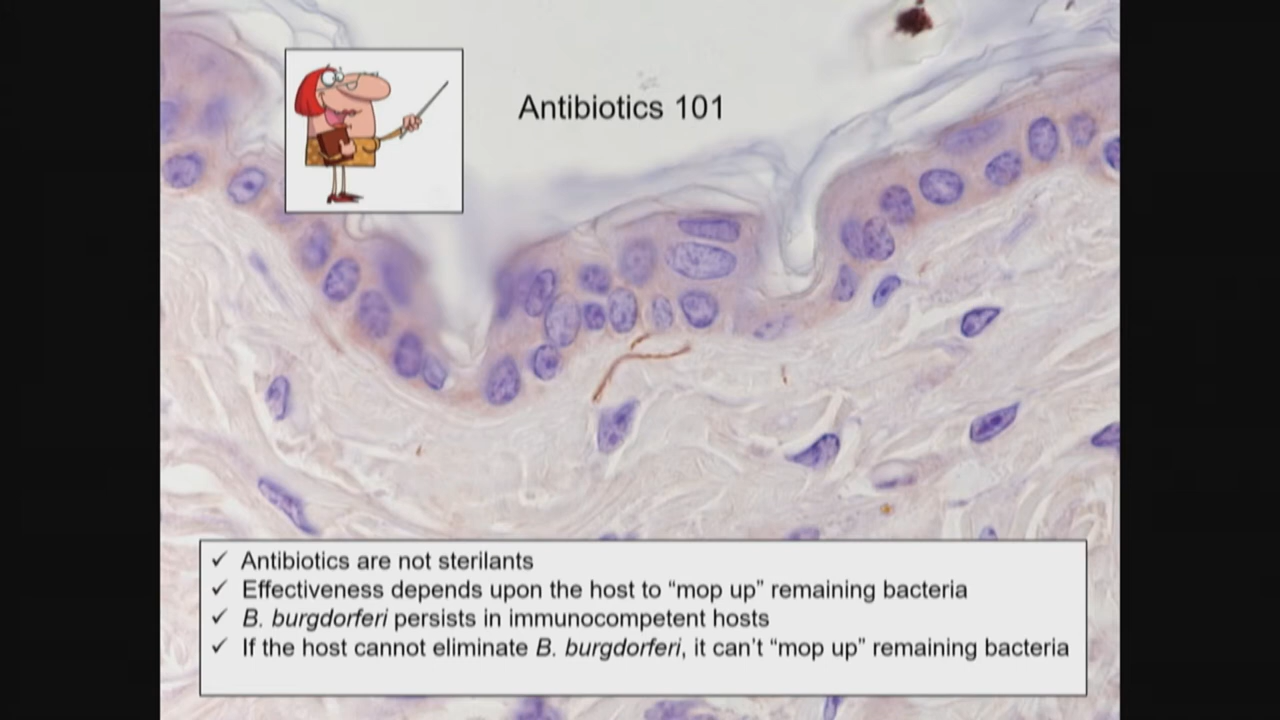 Antibiotics 101
✓ Antibiotics are not sterilants
✓ Effectiveness depends upon the host to “mop up” remaining bacteria
✓ B. burgdorferi persists in immunocompetent hosts
✓ If the host cannot eliminate B. burgdorferi, it can’t “mop up” remaining bacteria